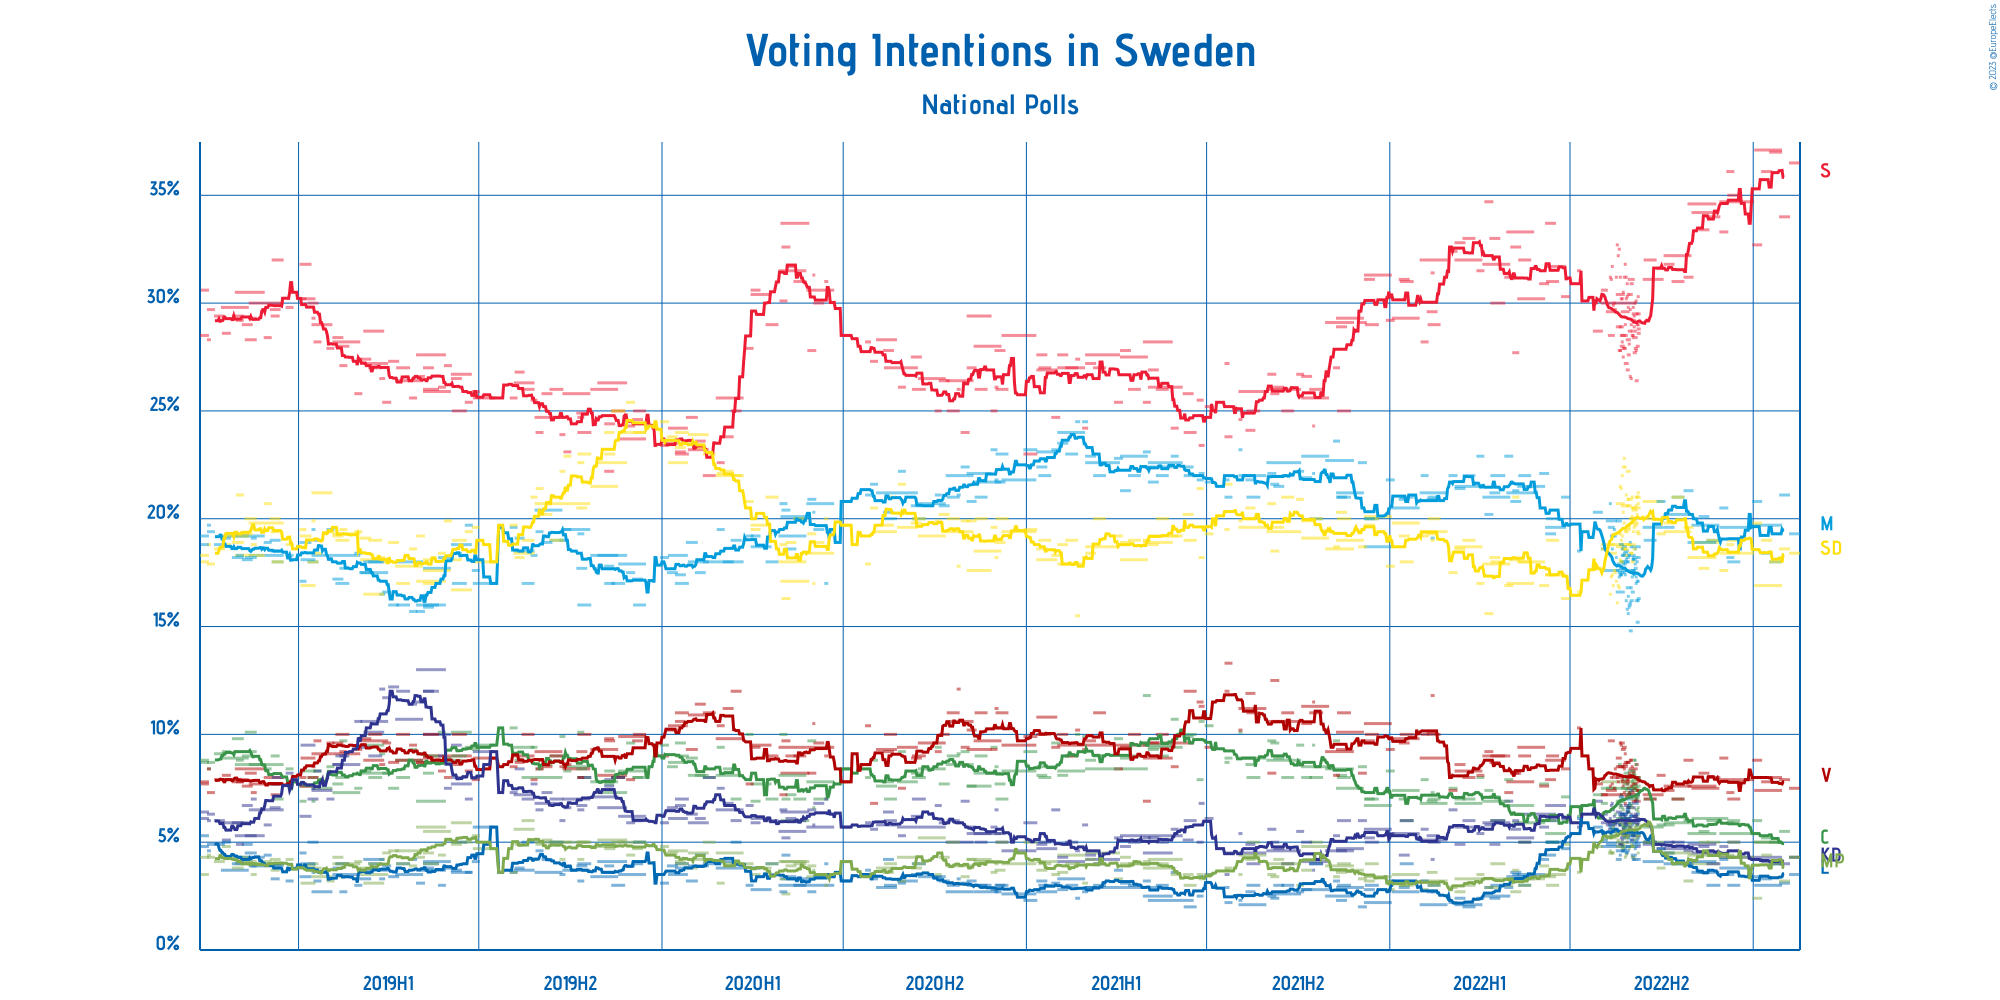 © 2023 @EuropeElects
Voting Intentions in Sweden
National Polls
35%
30%
25%
20%
15%
10%
5%
0%
S
M
SD
V
C
KD
MP
L
2019H1 2019H2 2020H1 2020H2 2021H1 2021H2 2022H1 2022H2